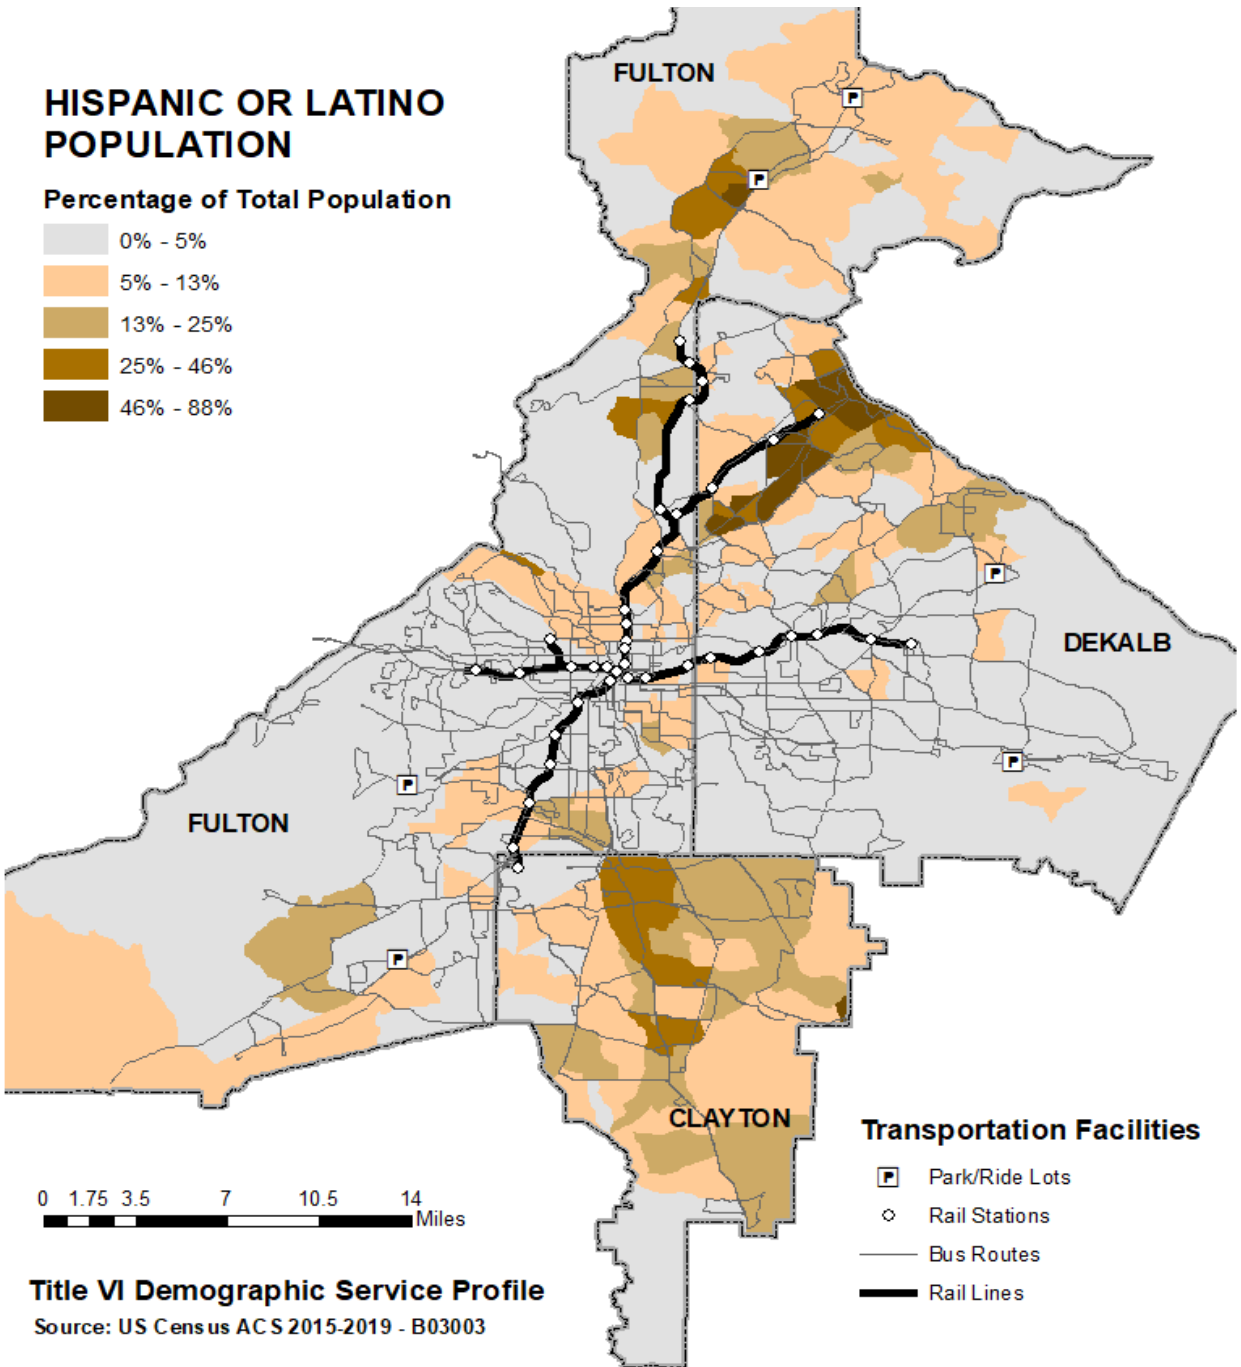 HISPANIC OR LATINO
POPULATION
Percentage of Total Population
0% - 5%
5% - 13%
13% - 25%
25% - 46%
46% - 88%
FULTON
P
P
P
DEKALB
P
P
FULTON
P
CLAYTON
Transportation Facilities
P Park/Ride Lots
Rail Stations
Bus Routes
Rail Lines
0 1.75 3.5 7 10.5 14
Miles
Title VI Demographic Service Profile
Source: US Census ACS 2015-2019 - B03003